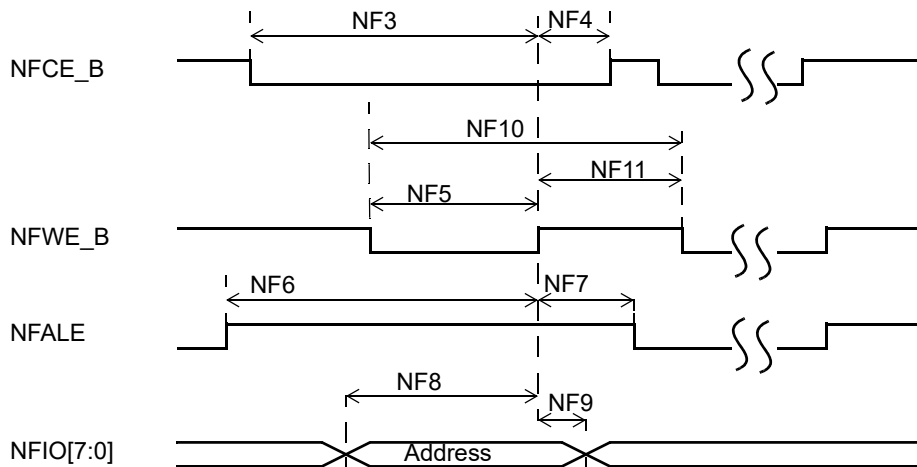 NF3
NF4
NFCE_B
NF10
NF11
NF5
NFWE_B
NF6
NF7
NFALE
NF8
NF9
NFIO[7:0]
Address